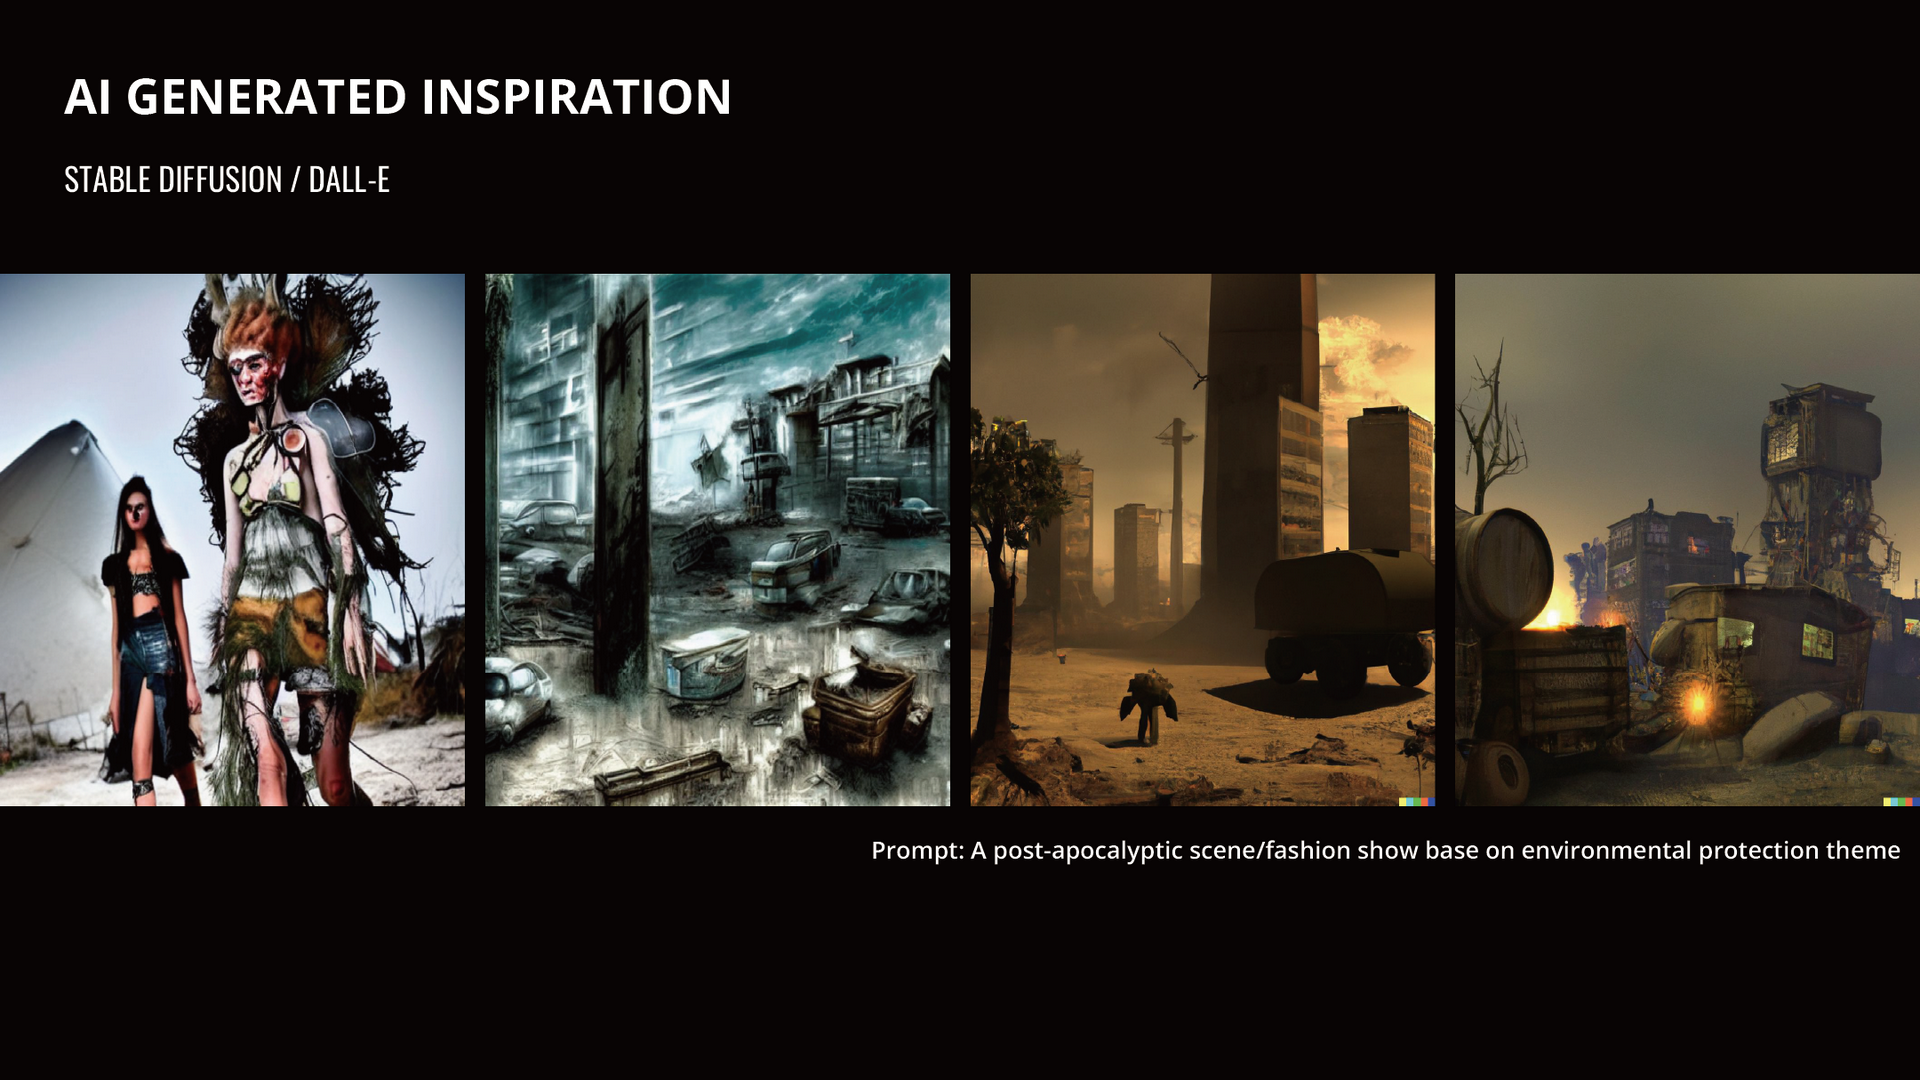 AI GENERATED INSPIRATION
STABLE DIFFUSION / DALL-E
Prompt: A post-apocalyptic scene/fashion show base on environmental protection theme